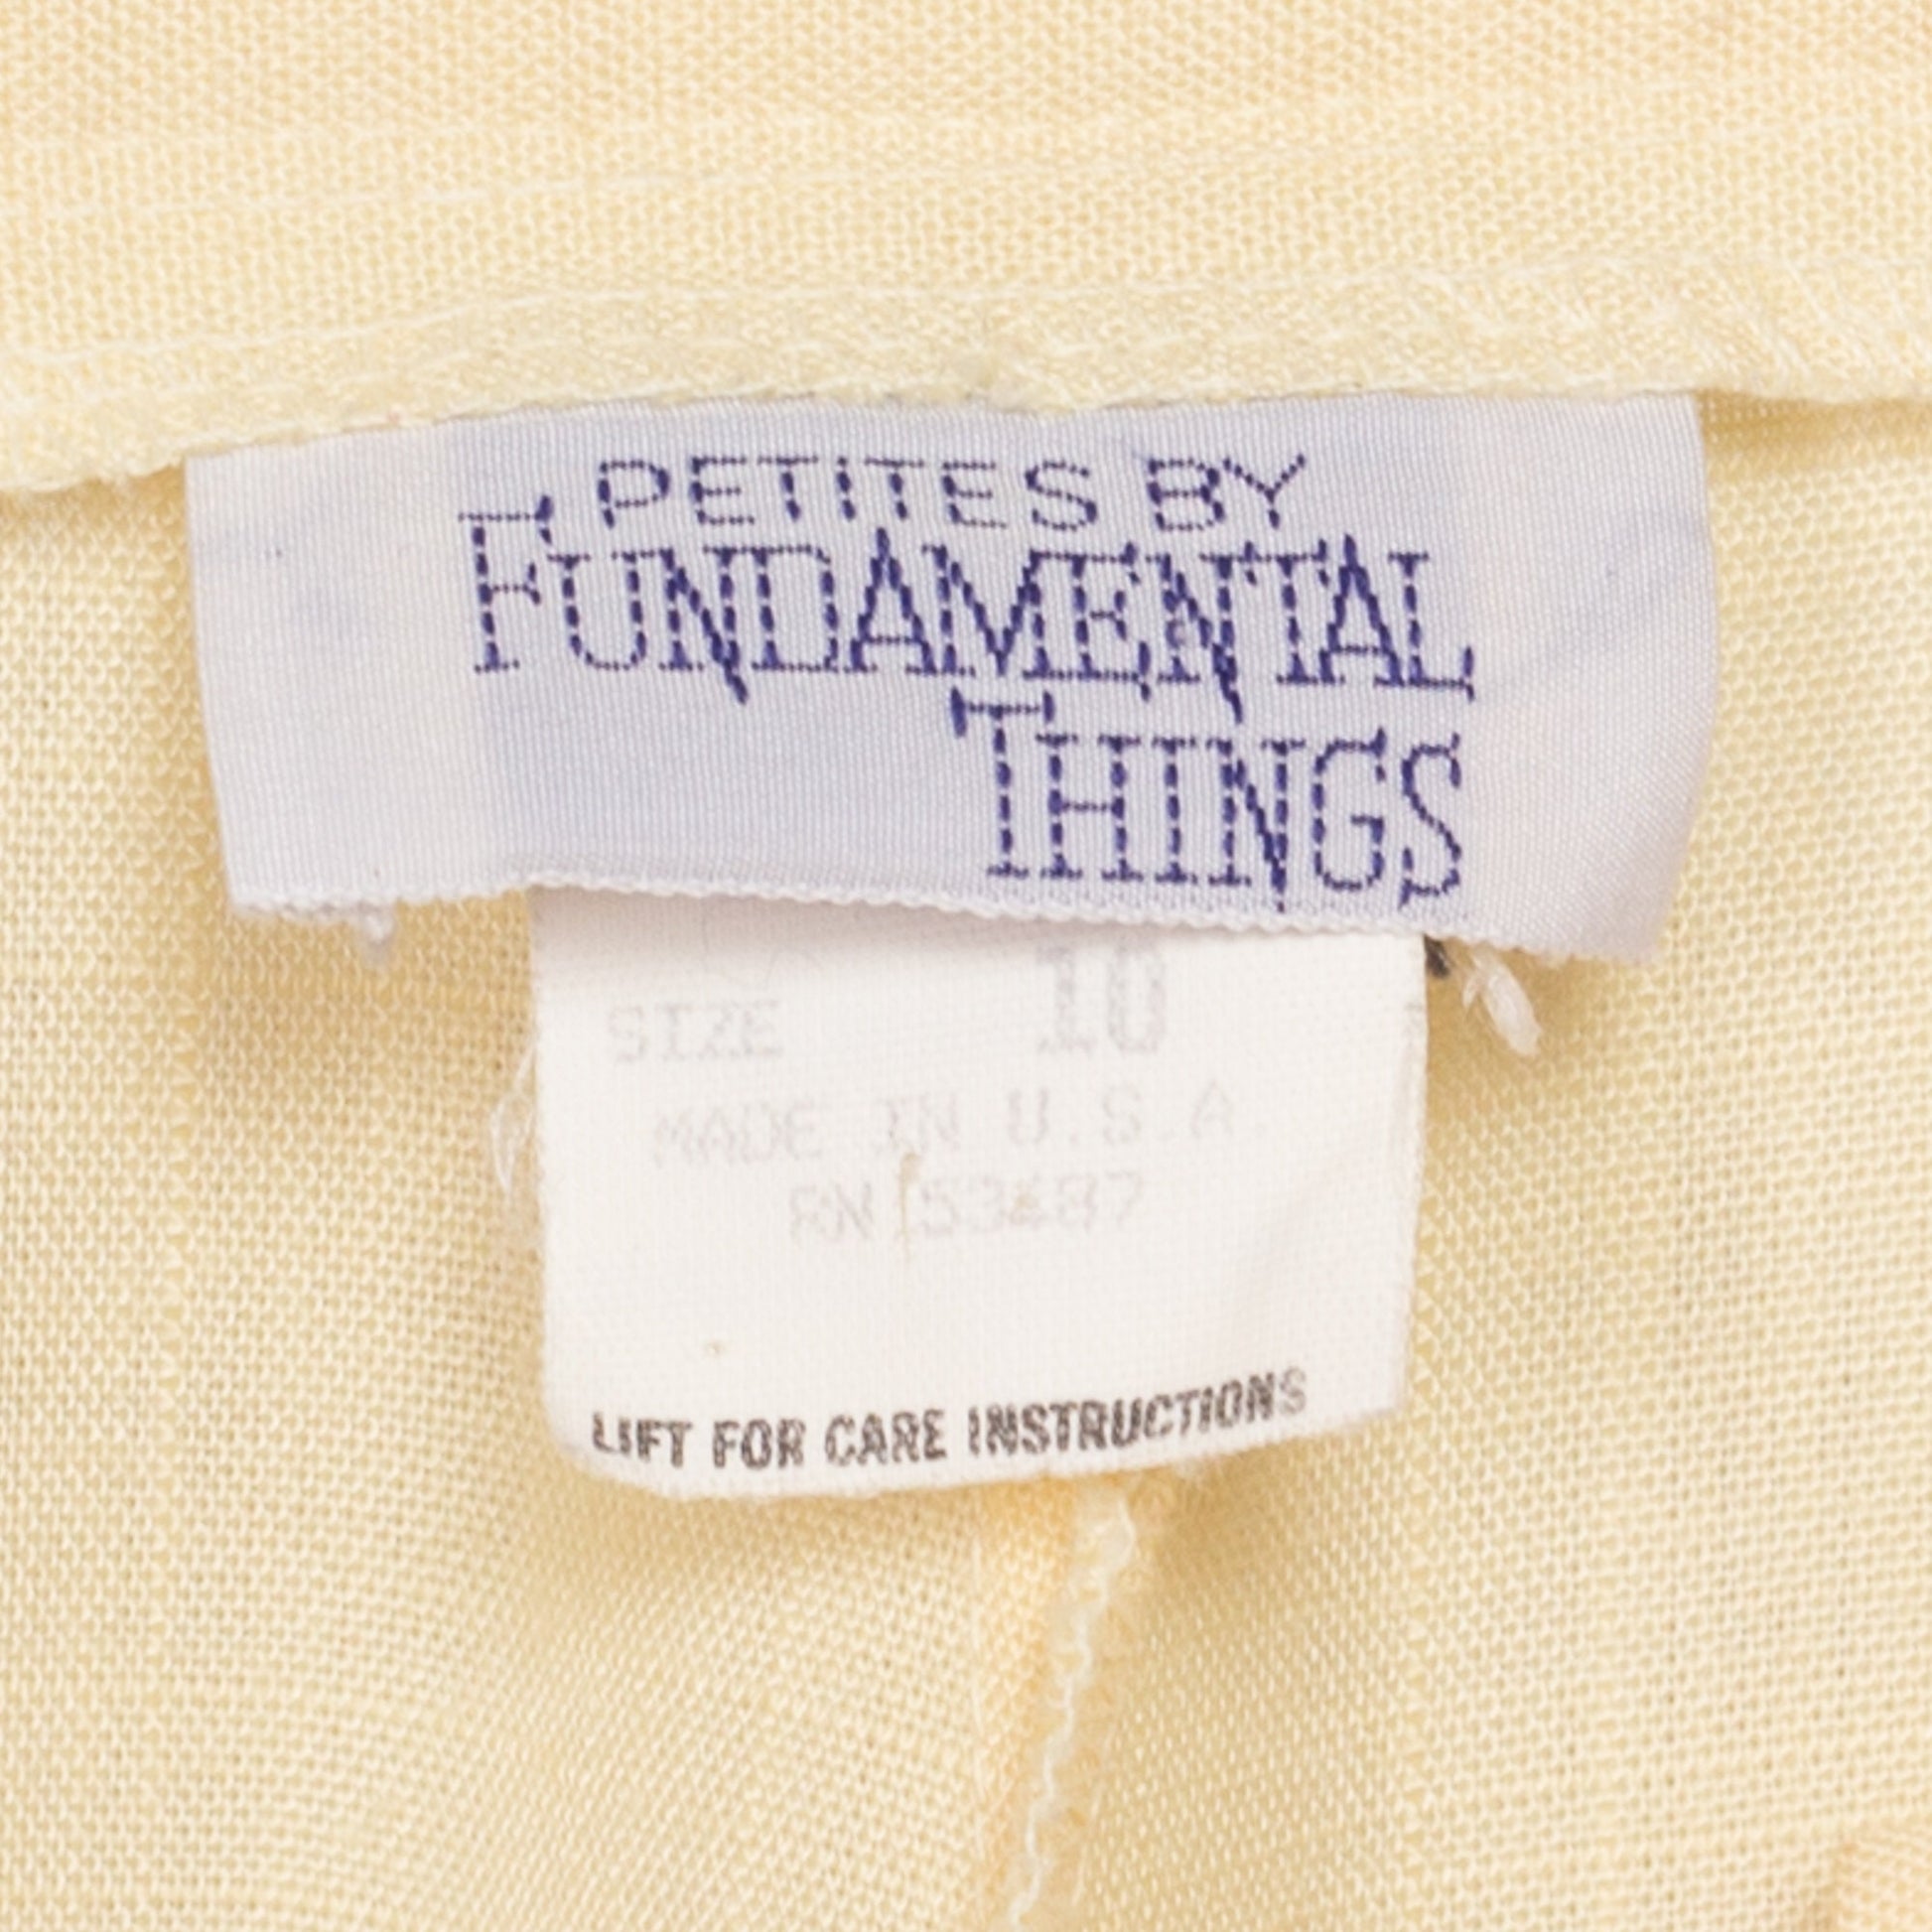 PETITES BY
FUNDAMENTAL
THINGS
SIZE 10
MADE IN U.S.A.
RN 53487
LIFT FOR CARE INSTRUCTIONS